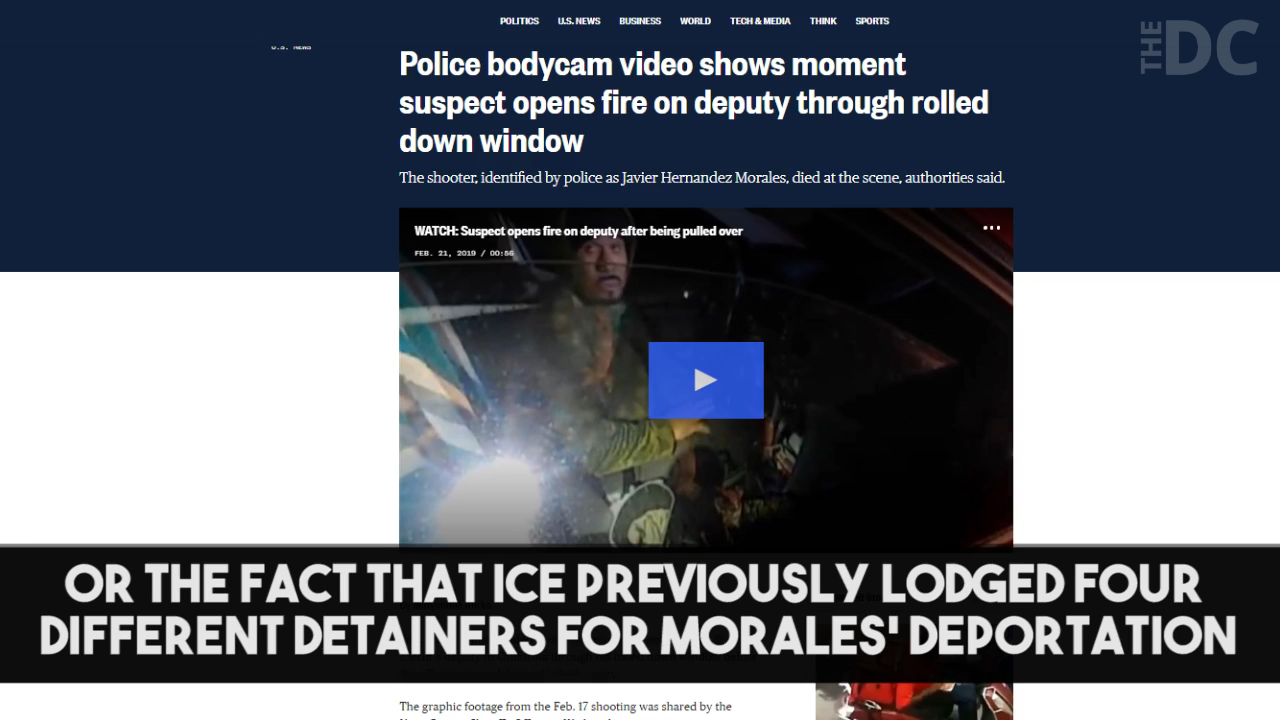 POLITICS U.S. NEWS BUSINESS WORLD TECH & MEDIA THINK SPORTS
THE DC
U.S. NEWS
Police bodycam video shows moment
suspect opens fire on deputy through rolled
down window
The shooter, identified by police as Javier Hernandez Morales, died at the scene, authorities said.
WATCH: Suspect opens fire on deputy after being pulled over
FEB. 21, 2019 / 00:56
OR THE FACT THAT ICE PREVIOUSLY LODGED FOUR
DIFFERENT DETAINERS FOR MORALES' DEPORTATION
The graphic footage from the Feb. 17 shooting was shared by the